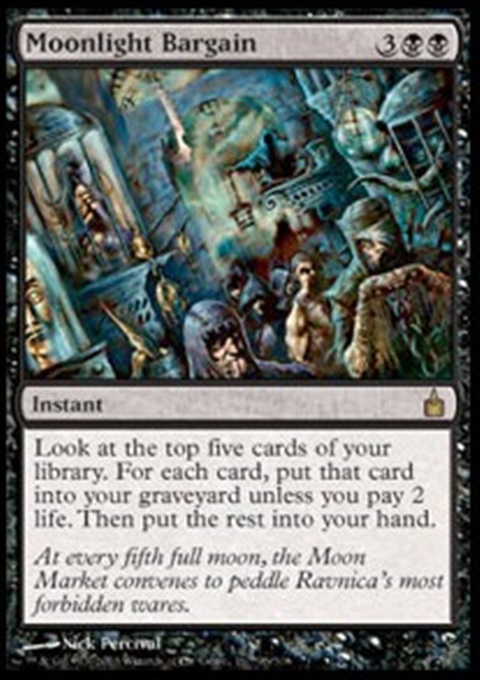 Moonlight Bargain 3
Instant
Look at the top five cards of your
library. For each card, put that card
into your graveyard unless you pay 2
life. Then put the rest into your hand.
At every fifth full moon, the Moon
Market convenes to peddle Ravnica's most
forbidden wares.
Nick Percival